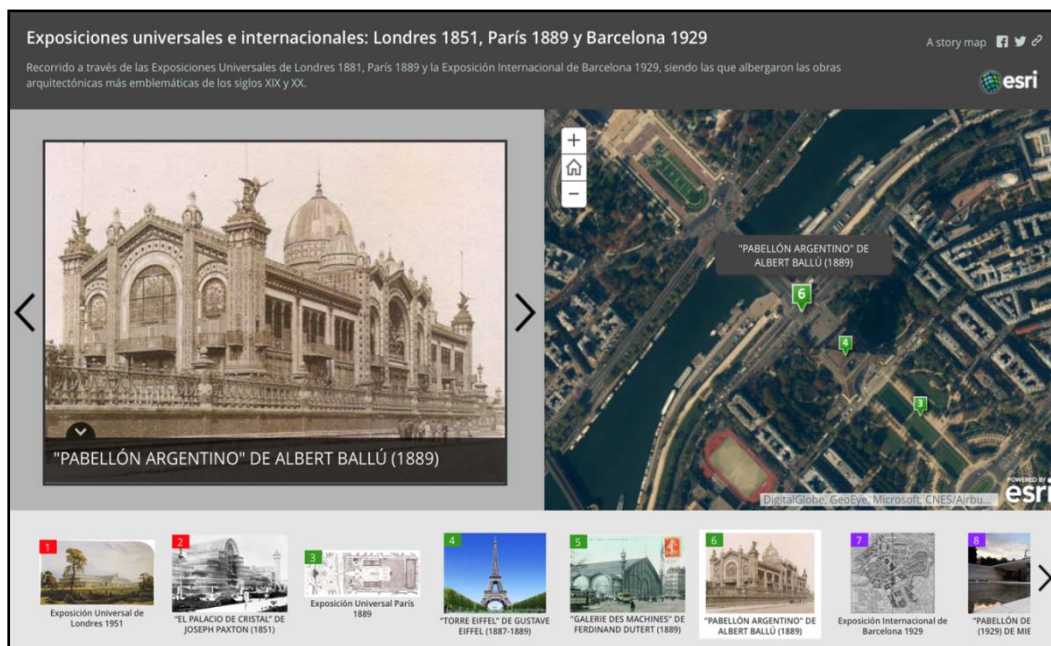 Exposiciones universales e internacionales: Londres 1851, París 1889 y Barcelona 1929
A story map
Recorrido a través de las Exposiciones Universales de Londres 1881, París 1889 y la Exposición Internacional de Barcelona 1929, siendo las que albergaron las obras
arquitectónicas más emblemáticas de los siglos XIX y XX.
esri
"PABELLÓN ARGENTINO" DE ALBERT BALLÚ (1889)
+
−
"PABELLÓN ARGENTINO" DE
ALBERT BALLÚ (1889)
6
4
3
DigitalGlobe, GeoEye, Microsoft, CNES/Airbu...
POWERED BY
esri
1
Exposición Universal de
Londres 1951
2
"EL PALACIO DE CRISTAL" DE
JOSEPH PAXTON (1851)
3
Exposición Universal París
1889
4
"TORRE EIFFEL" DE GUSTAVE
EIFFEL (1887-1889)
5
"GALERIE DES MACHINES" DE
FERDINAND DUTERT (1889)
6
"PABELLÓN ARGENTINO" DE
ALBERT BALLÚ (1889)
7
Exposición Internacional de
Barcelona 1929
8
"PABELLÓN DE
(1929) DE MIE